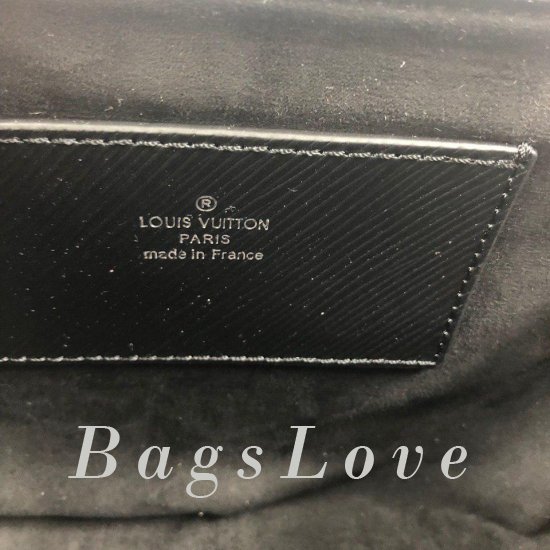 ®
LOUIS VUITTON
PARIS
made in France
BagsLove